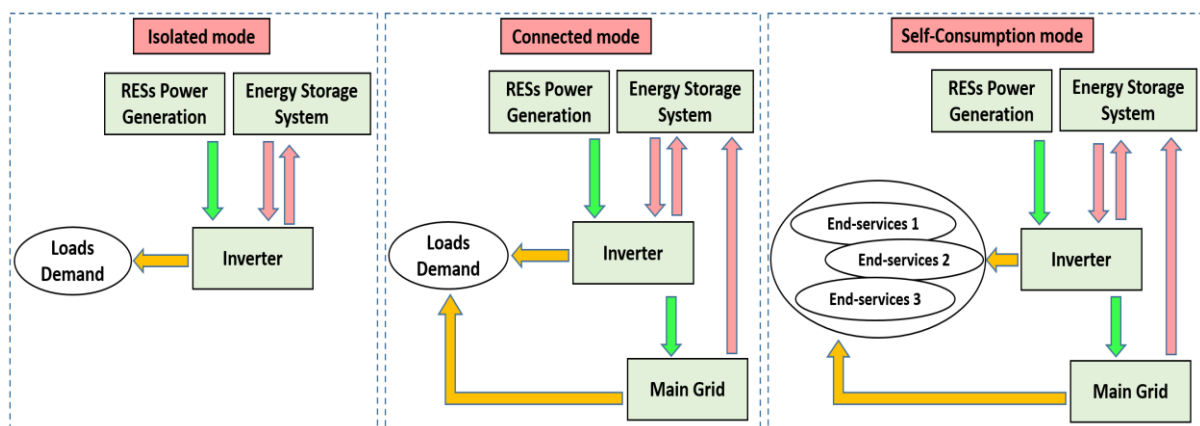 Isolated mode
RESs Power
Generation
Energy Storage
System
Loads
Demand
Inverter
Connected mode
RESs Power
Generation
Energy Storage
System
Loads
Demand
Inverter
Main Grid
Self-Consumption mode
RESs Power
Generation
Energy Storage
System
End-services 1
End-services 2
End-services 3
Inverter
Main Grid